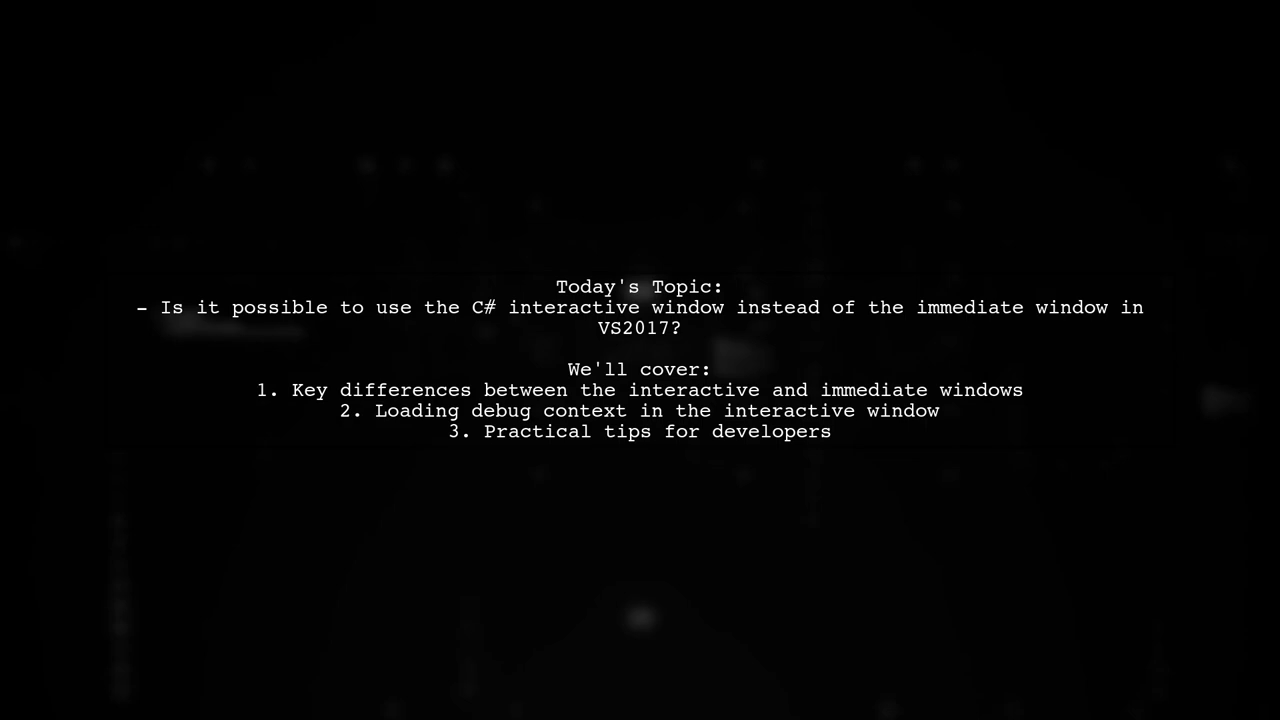 Today's Topic:
- Is it possible to use the C# interactive window instead of the immediate window in
VS2017?
We'll cover:
1. Key differences between the interactive and immediate windows
2. Loading debug context in the interactive window
3. Practical tips for developers